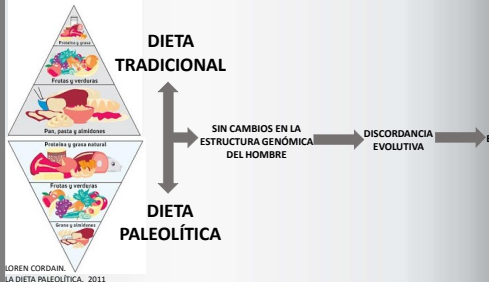 Proteína y grasa
Frutas y verduras
Pan, pasta y almidones
Proteína y grasa natural
Frutas y verduras
Grasa y almidones
DIETA
TRADICIONAL
SIN CAMBIOS EN LA
ESTRUCTURA GENÓMICA
DEL HOMBRE
DISCORDANCIA
EVOLUTIVA
DIETA
PALEOLÍTICA
LOREN CORDAIN.
LA DIETA PALEOLÍTICA. 2011